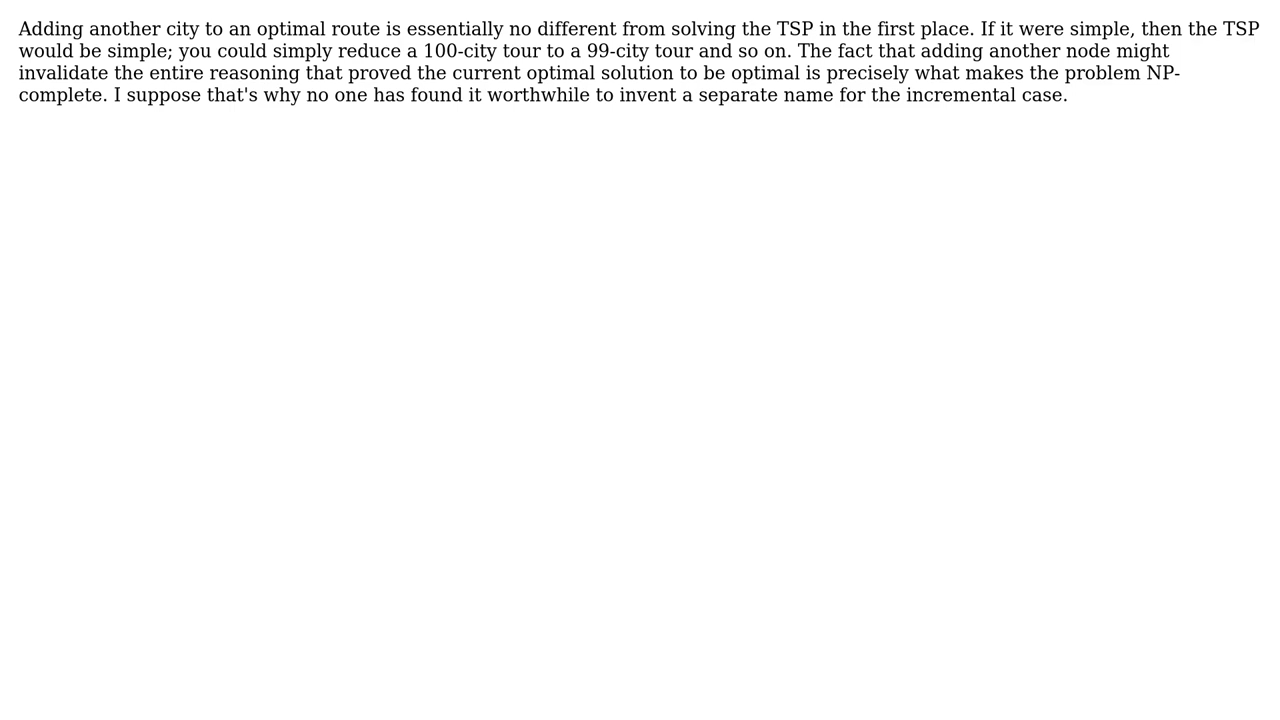 Adding another city to an optimal route is essentially no different from solving the TSP in the first place. If it were simple, then the TSP
would be simple; you could simply reduce a 100-city tour to a 99-city tour and so on. The fact that adding another node might
invalidate the entire reasoning that proved the current optimal solution to be optimal is precisely what makes the problem NP-
complete. I suppose that's why no one has found it worthwhile to invent a separate name for the incremental case.